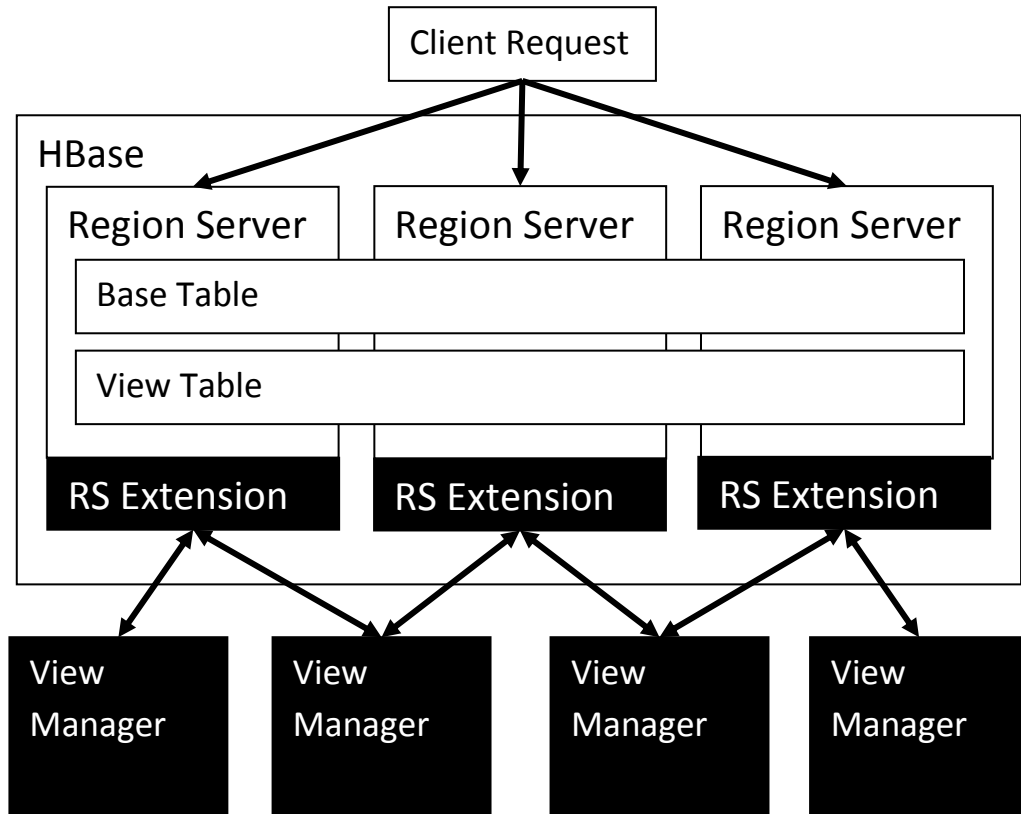 Client Request
HBase
Region Server
Region Server
Region Server
Base Table
View Table
RS Extension
RS Extension
RS Extension
View
Manager
View
Manager
View
Manager
View
Manager